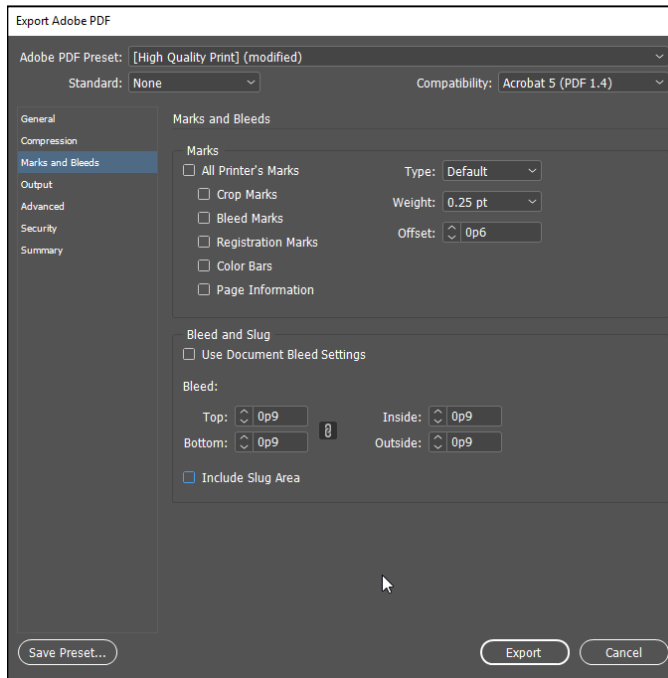 Export Adobe PDF
Adobe PDF Preset: [High Quality Print] (modified)
Standard: None Compatibility: Acrobat 5 (PDF 1.4)
General
Compression
Marks and Bleeds
Output
Advanced
Security
Summary
Marks and Bleeds
Marks
All Printer's Marks
Crop Marks
Bleed Marks
Registration Marks
Color Bars
Page Information
Type: Default
Weight: 0.25 pt
Offset: 0p6
Bleed and Slug
Use Document Bleed Settings
Bleed:
Top: 0p9 Inside: 0p9
Bottom: 0p9 Outside: 0p9
Include Slug Area
Save Preset... Export Cancel